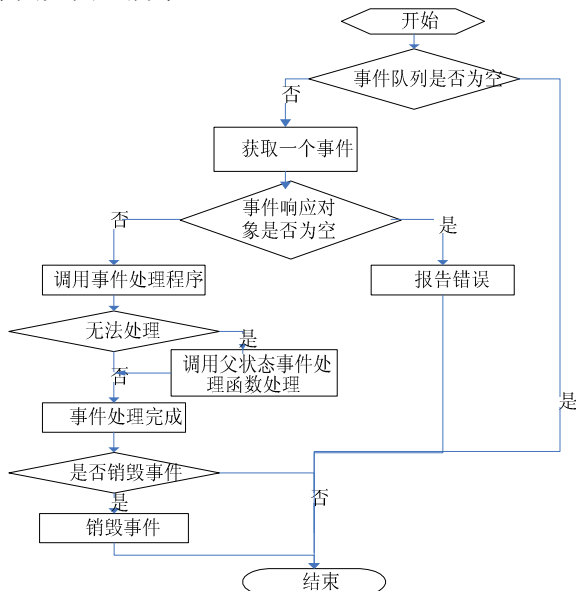 开始
事件队列是否为空
否
获取一个事件
事件响应对
象是否为空
否
是
调用事件处理程序
报告错误
无法处理
是
调用父状态事件处
理函数处理
否
事件处理完成
是
是否销毁事件
是
否
销毁事件
结束